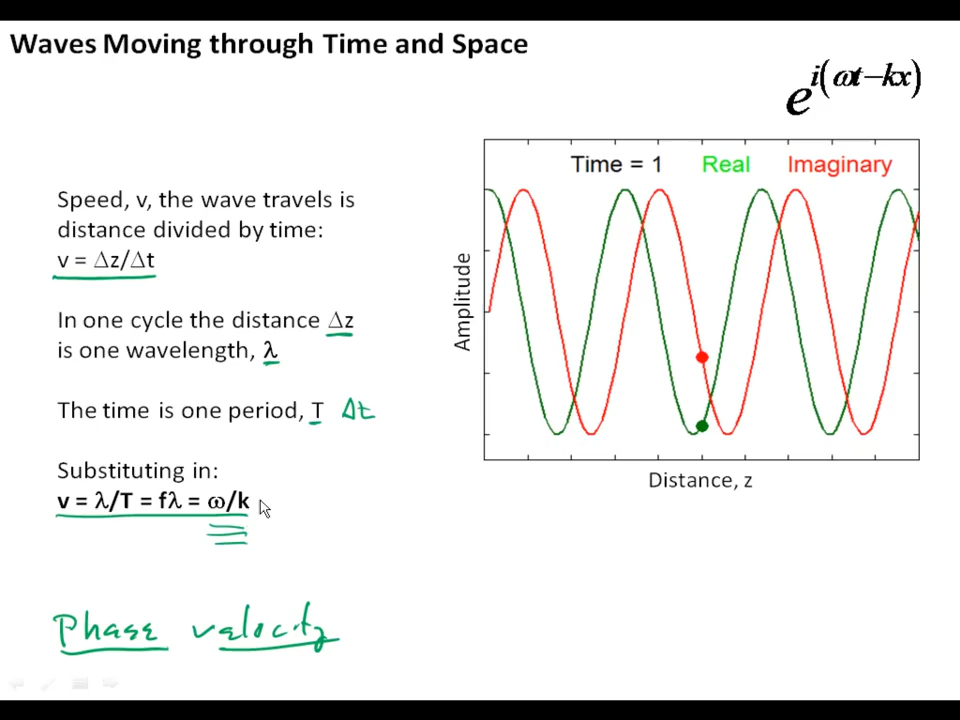 Waves Moving through Time and Space
e^{i(ωt−kx)}
Speed, v, the wave travels is
distance divided by time:
v = Δz/Δt
In one cycle the distance Δz
is one wavelength, λ
The time is one period, T Δt
Substituting in:
v = λ/T = fλ = ω/k
Phase velocity
Time = 1 Real Imaginary
Amplitude
Distance, z